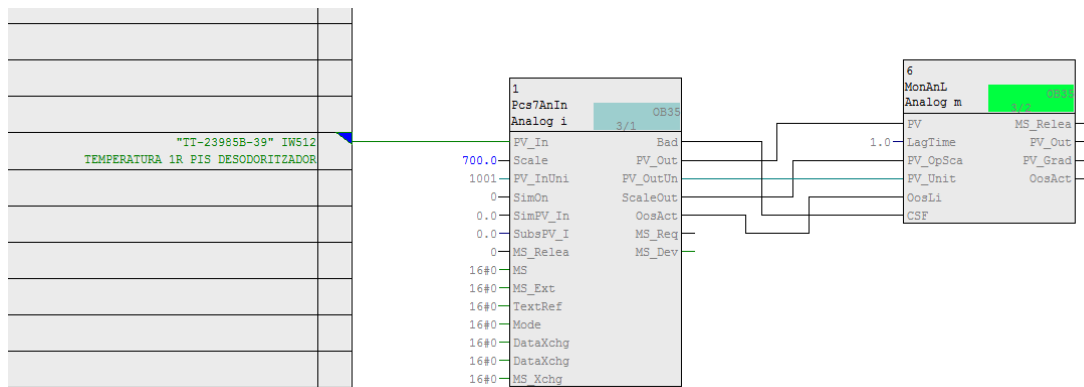 "TT-23985B-39" IW512
TEMPERATURA 1R PIS DESODORITZADOR
1
Pcs7AnIn
Analog i
OB35
3/1
PV_In
Bad
700.0
Scale
PV_Out
1001
PV_InUni
PV_OutUn
0
SimOn
ScaleOut
0.0
SimPV_In
OosAct
0.0
SubsPV_I
MS_Req
0
MS_Relea
MS_Dev
16#0
MS
16#0
MS_Ext
16#0
TextRef
16#0
Mode
16#0
DataXchg
16#0
DataXchg
16#0
MS_Xchg
6
MonAnL
Analog m
OB35
3/2
PV
MS_Relea
1.0
LagTime
PV_Out
PV_OpSca
PV_Grad
PV_Unit
OosAct
OosLi
CSF